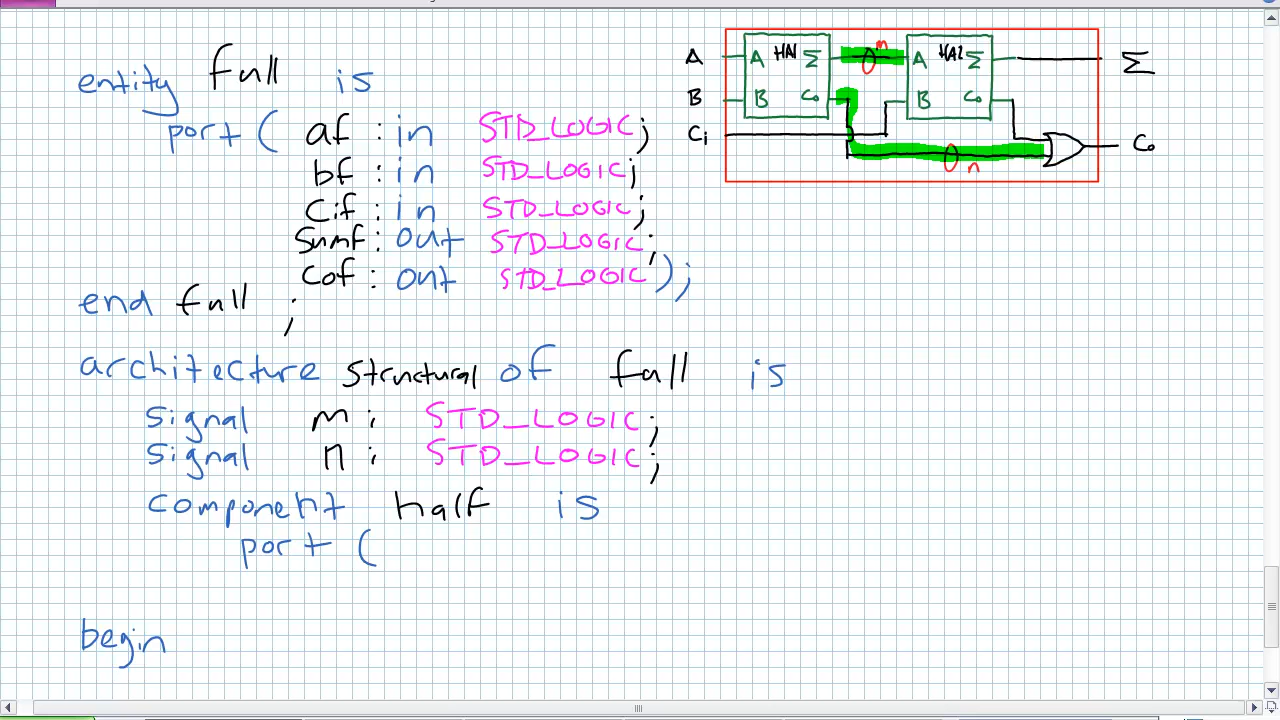 entity full is
port ( af : in STD_LOGIC;
bf : in STD_LOGIC;
Cif : in STD_LOGIC;
Sumf : out STD_LOGIC;
Cof : out STD_LOGIC );
end full ;
architecture structural of full is
Signal m : STD_LOGIC;
Signal n : STD_LOGIC;
Component half is
port (
begin
A A HA1 Σ m A HA2 Σ Σ
B B Co B Co
Ci Co
n